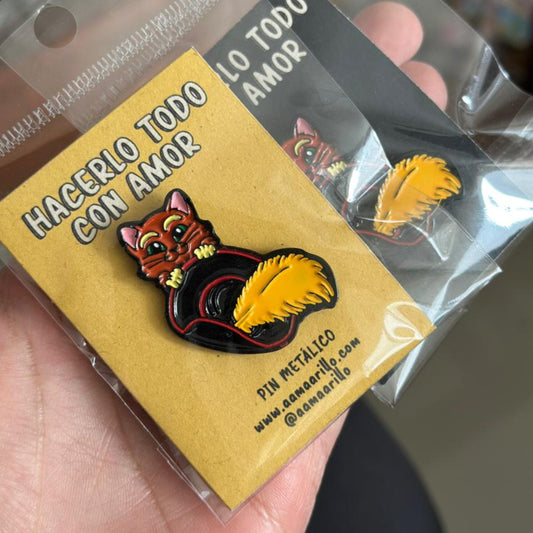 HACERLO TODO
CON AMOR
PIN METÁLICO
www.aamaarillo.com
@aamaarillo
LO TODO
AMOR